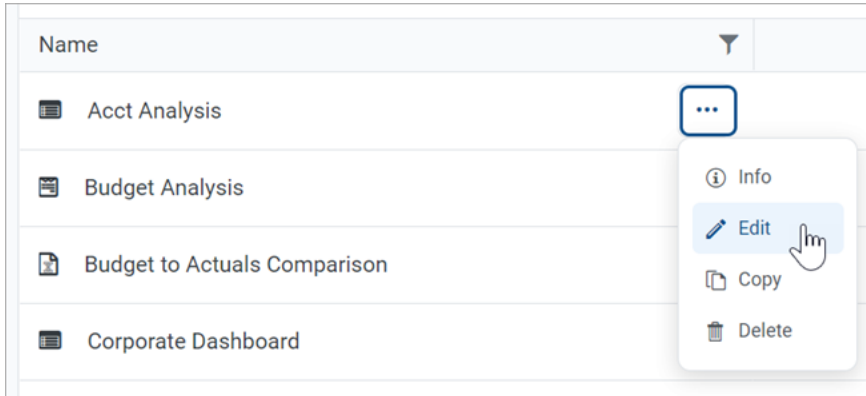 Name
Acct Analysis
Budget Analysis
Budget to Actuals Comparison
Corporate Dashboard
Info
Edit
Copy
Delete